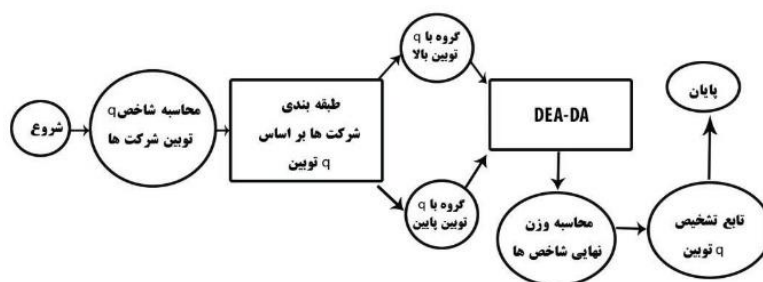 شروع
محاسبه شاخص q
توبین شرکت ها
طبقه بندی
شرکت ها بر اساس
q توبین
گروه با q
توبین بالا
گروه با q
توبین پایین
DEA-DA
محاسبه وزن
نهایی شاخص ها
تابع تشخیص
q توبین
پایان